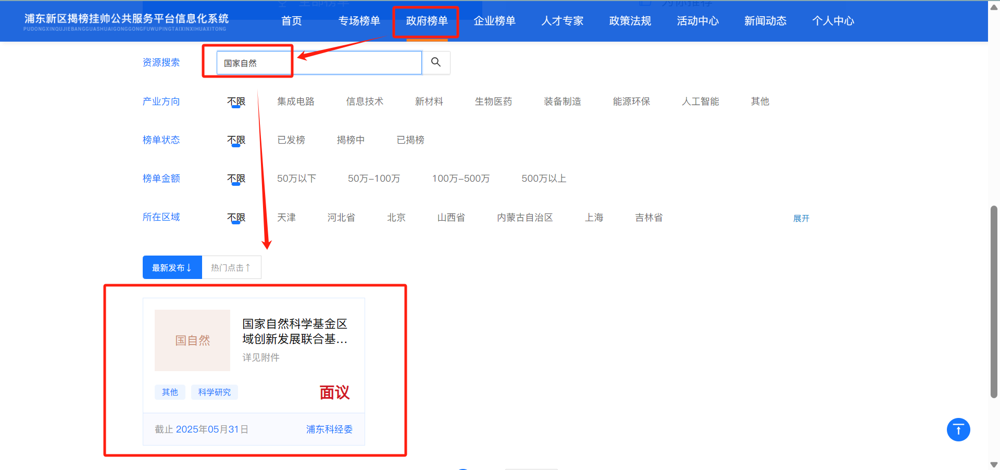 浦东新区揭榜挂帅公共服务平台信息化系统
PUDONGXINQUJIEBANGGUASHUAIGONGGONGFUWUPINGTAIXINXIHUAXITONG
首页 专场榜单 政府榜单 企业榜单 人才专家 政策法规 活动中心 新闻动态 个人中心
资源搜索 国家自然
产业方向 不限 集成电路 信息技术 新材料 生物医药 装备制造 能源环保 人工智能 其他
榜单状态 不限 已发榜 揭榜中 已揭榜
榜单金额 不限 50万以下 50万-100万 100万-500万 500万以上
所在区域 不限 天津 河北省 北京 山西省 内蒙古自治区 上海 吉林省 展开
最新发布↓ 热门点击↑
国自然
国家自然科学基金区
域创新发展联合基...
详见附件
其他 科学研究 面议
截止 2025年05月31日 浦东科经委